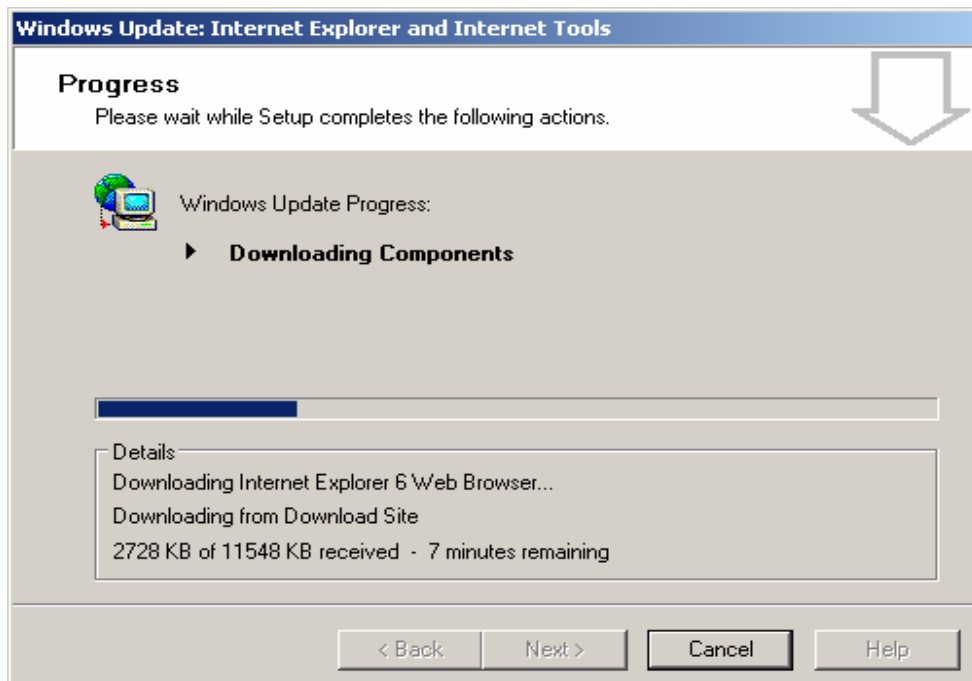 Windows Update: Internet Explorer and Internet Tools
Progress
Please wait while Setup completes the following actions.
Windows Update Progress:
Downloading Components
Details
Downloading Internet Explorer 6 Web Browser...
Downloading from Download Site
2728 KB of 11548 KB received - 7 minutes remaining
< Back Next > Cancel Help